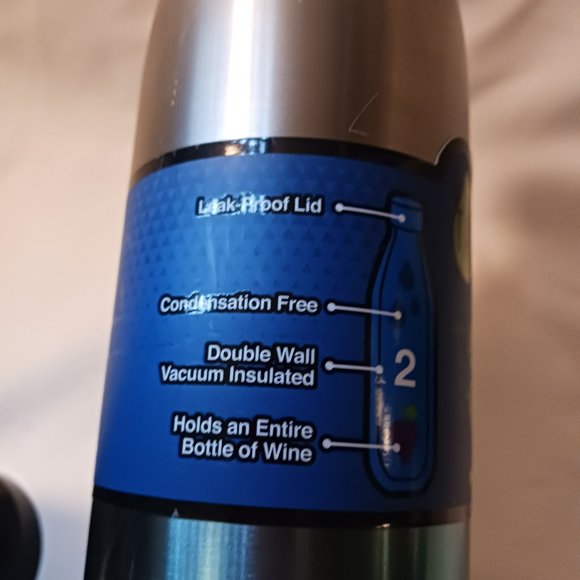 Leak-Proof Lid
Condensation Free
Double Wall
Vacuum Insulated
2
Holds an Entire
Bottle of Wine